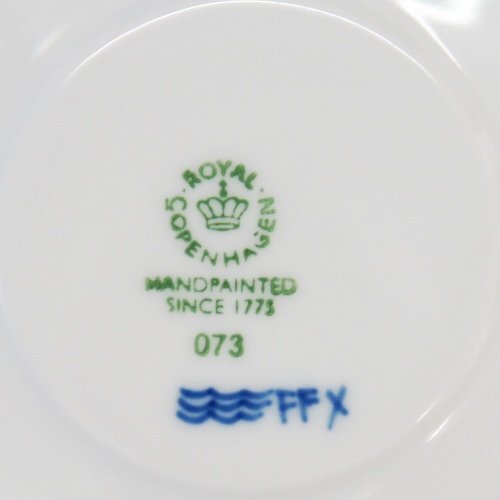 ROYAL
COPENHAGEN
HANDPAINTED
SINCE 1775
073
FFX